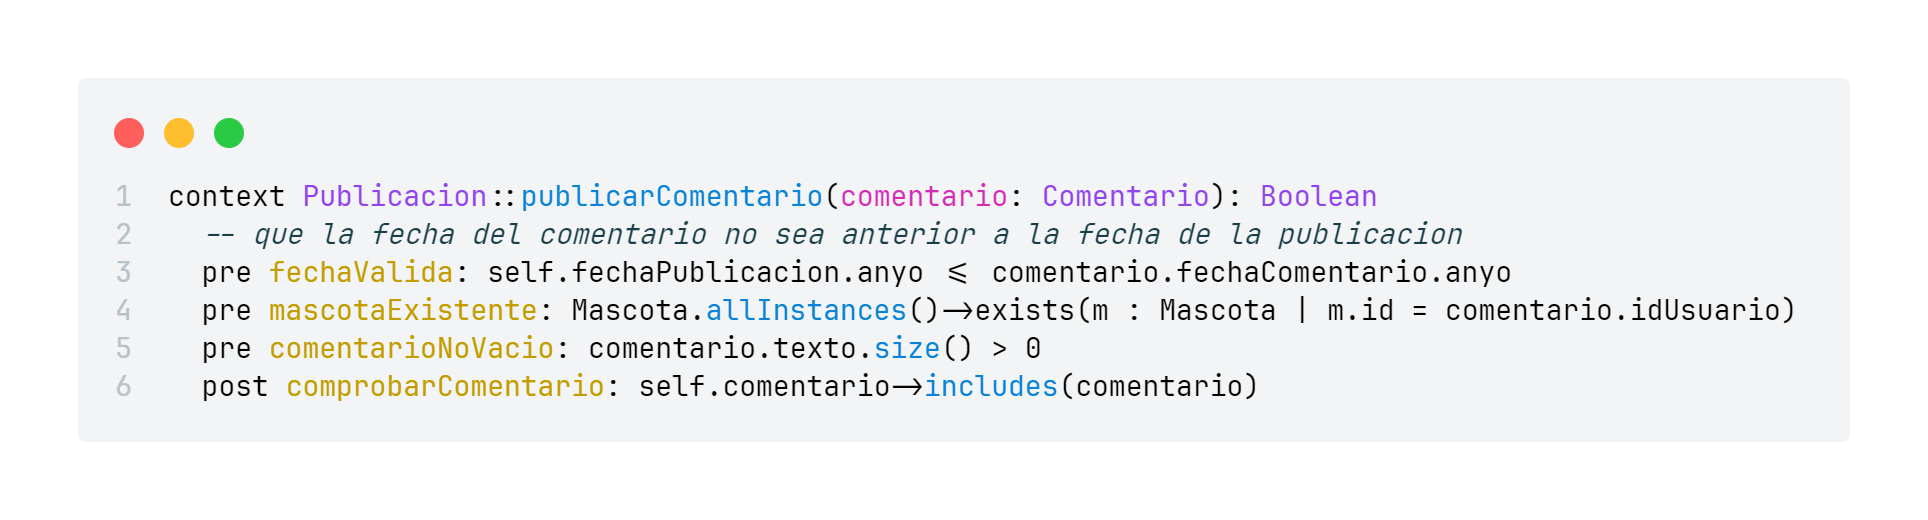 1 context Publicacion::publicarComentario(comentario: Comentario): Boolean
2 -- que la fecha del comentario no sea anterior a la fecha de la publicacion
3 pre fechaValida: self.fechaPublicacion.anyo <= comentario.fechaComentario.anyo
4 pre mascotaExistente: Mascota.allInstances()->exists(m : Mascota | m.id = comentario.idUsuario)
5 pre comentarioNoVacio: comentario.texto.size() > 0
6 post comprobarComentario: self.comentario->includes(comentario)